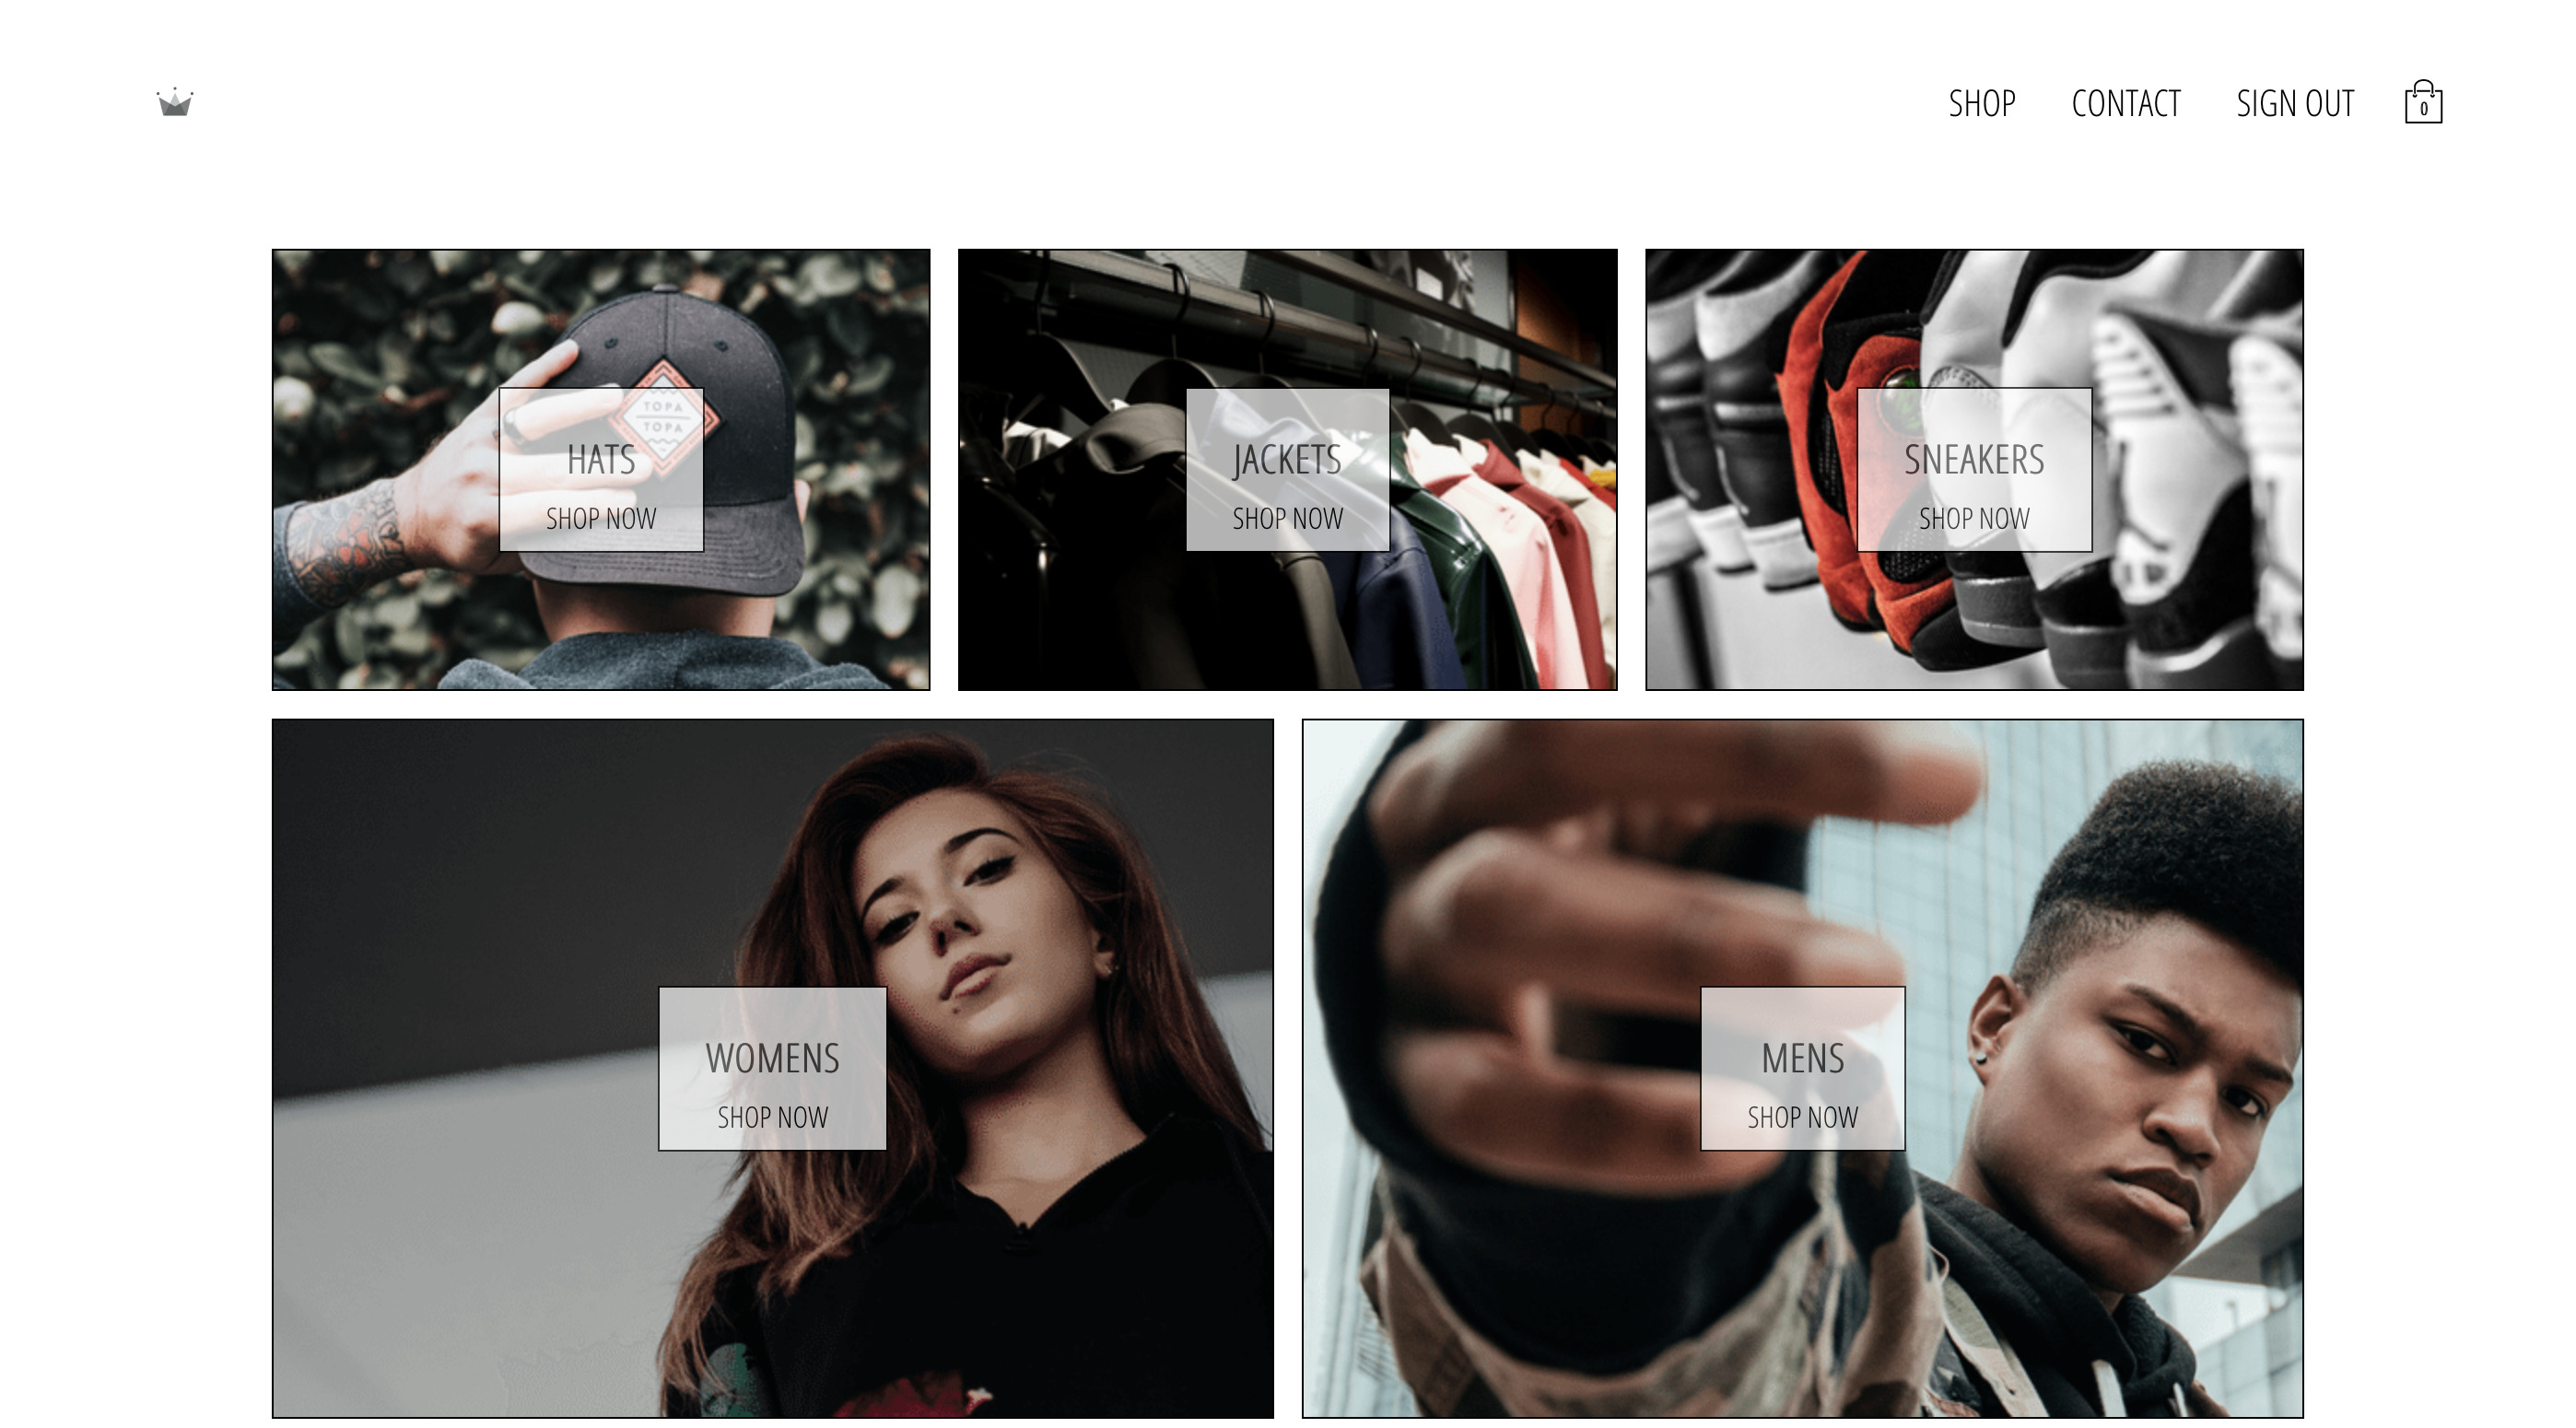 SHOP CONTACT SIGN OUT 0
TOPA
TOPA
HATS
SHOP NOW
JACKETS
SHOP NOW
SNEAKERS
SHOP NOW
WOMENS
SHOP NOW
MENS
SHOP NOW